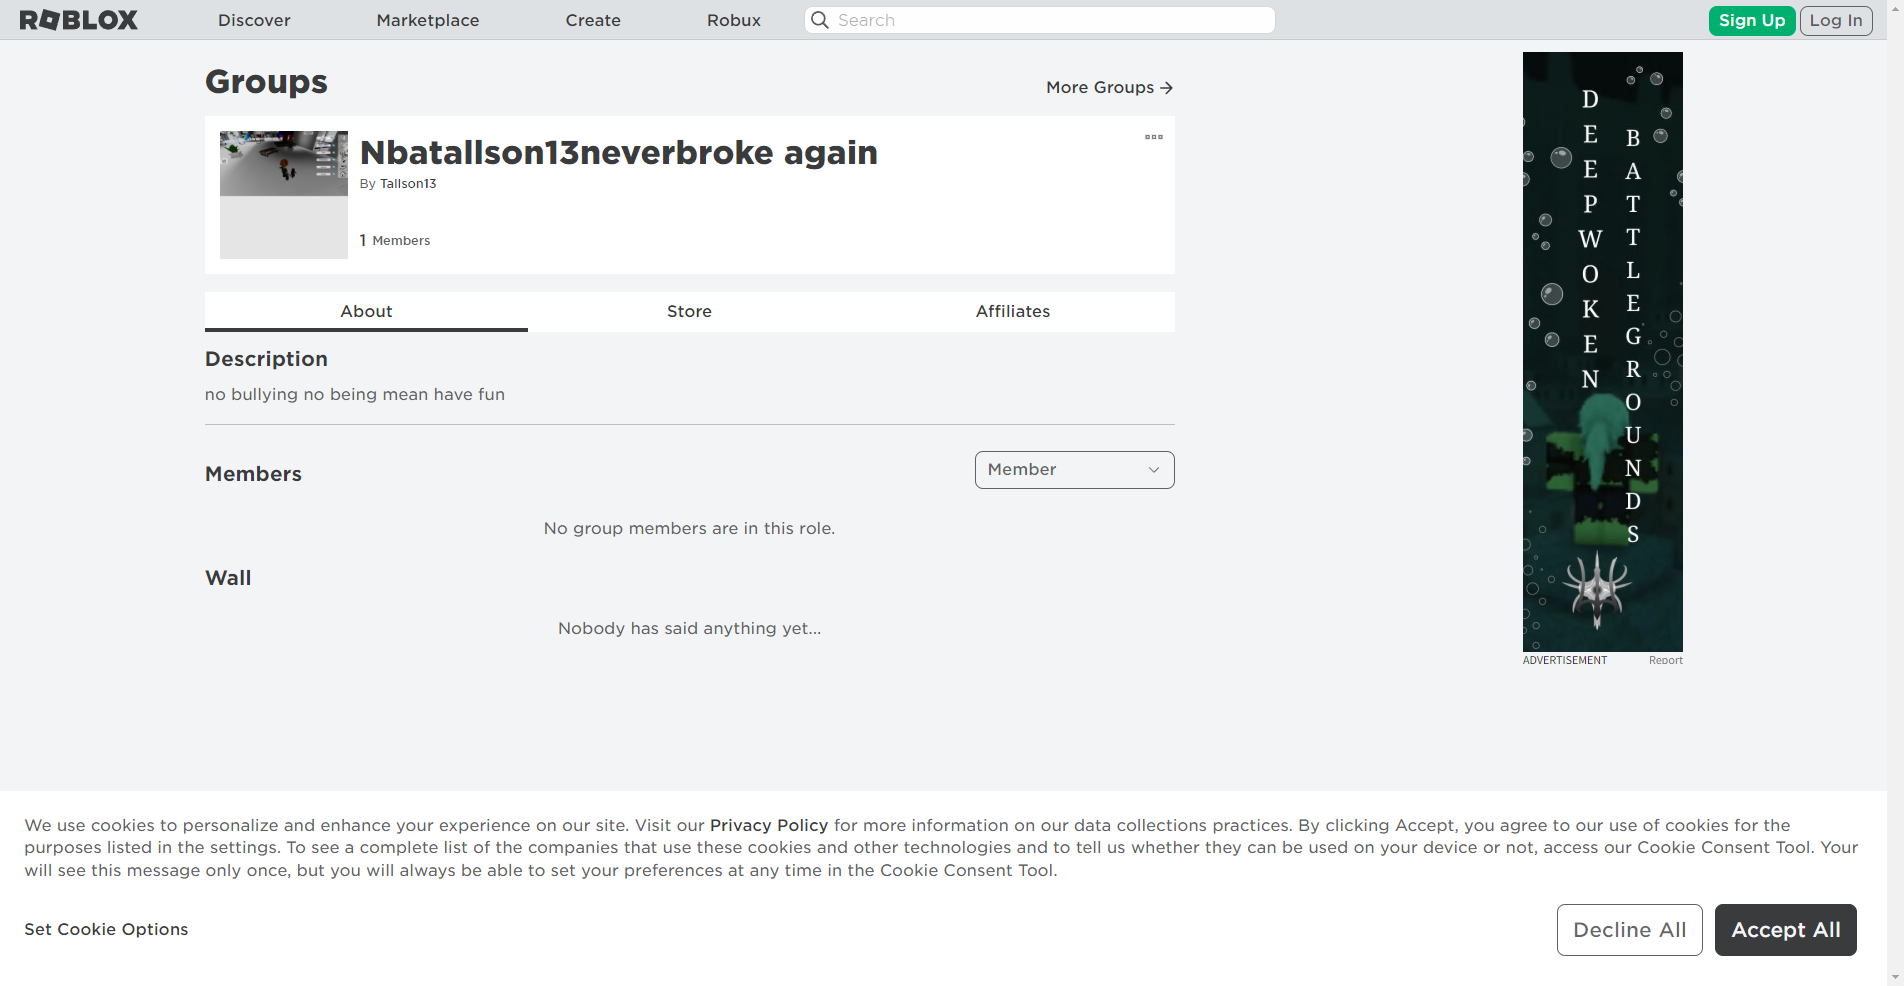 ROBLOX
Discover
Marketplace
Create
Robux
Search
Sign Up
Log In
Groups
More Groups
Nbatallson13neverbroke again
By Tallson13
1 Members
About
Store
Affiliates
Description
no bullying no being mean have fun
Members
Member
No group members are in this role.
Wall
Nobody has said anything yet...
DEEPWOKEN
BATTLEGROUNDS
ADVERTISEMENT
Report
We use cookies to personalize and enhance your experience on our site. Visit our Privacy Policy for more information on our data collections practices. By clicking Accept, you agree to our use of cookies for the
purposes listed in the settings. To see a complete list of the companies that use these cookies and other technologies and to tell us whether they can be used on your device or not, access our Cookie Consent Tool. Your
will see this message only once, but you will always be able to set your preferences at any time in the Cookie Consent Tool.
Set Cookie Options
Decline All
Accept All